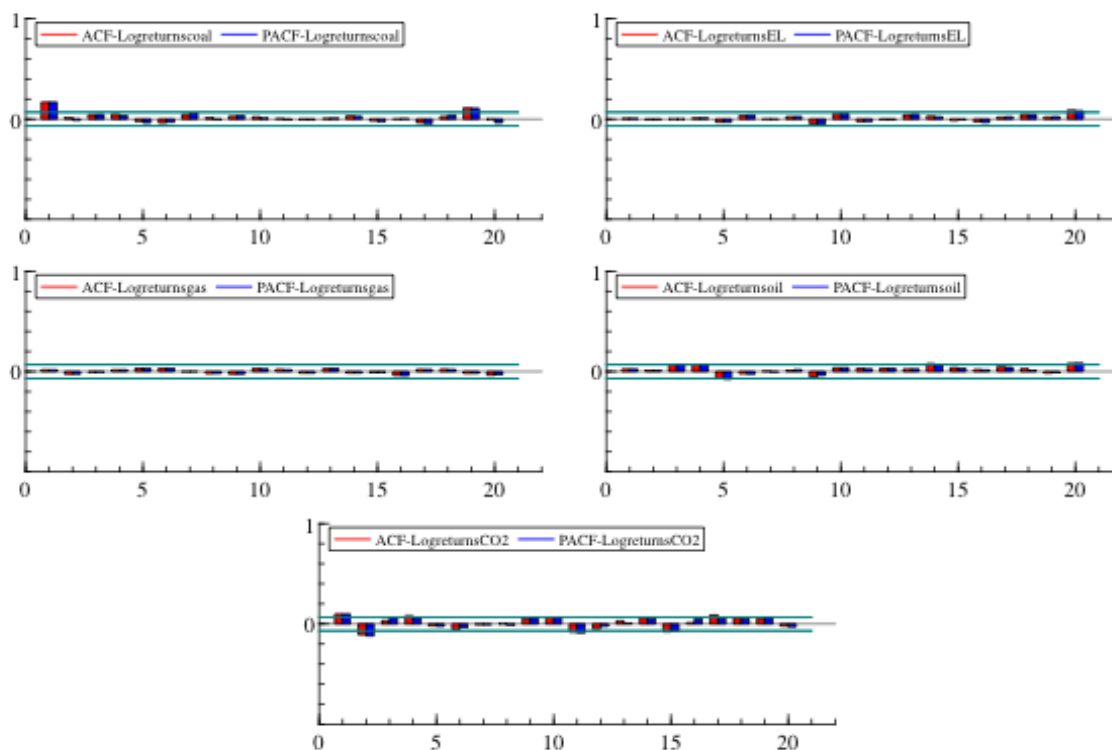 1
ACF-Logreturnscoal PACF-Logreturnscoal
0
0 5 10 15 20
1
ACF-LogreturnsEL PACF-LogreturnsEL
0
0 5 10 15 20
1
ACF-Logreturnsgas PACF-Logreturnsgas
0
0 5 10 15 20
1
ACF-Logreturnsoil PACF-Logreturnsoil
0
0 5 10 15 20
1
ACF-LogreturnsCO2 PACF-LogreturnsCO2
0
0 5 10 15 20